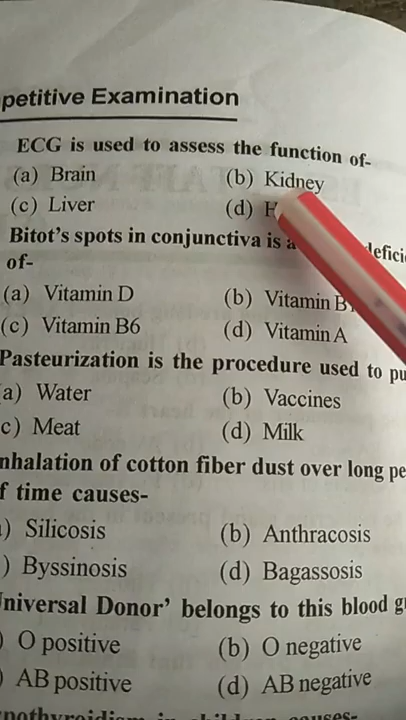 petitive Examination
ECG is used to assess the function of-
(a) Brain (b) Kidney
(c) Liver (d) H
Bitot's spots in conjunctiva is a defici
of-
(a) Vitamin D (b) Vitamin B
(c) Vitamin B6 (d) Vitamin A
Pasteurization is the procedure used to pu
a) Water (b) Vaccines
c) Meat (d) Milk
nhalation of cotton fiber dust over long pe
f time causes-
) Silicosis (b) Anthracosis
) Byssinosis (d) Bagassosis
niversal Donor' belongs to this blood g
) O positive (b) O negative
) AB positive (d) AB negative